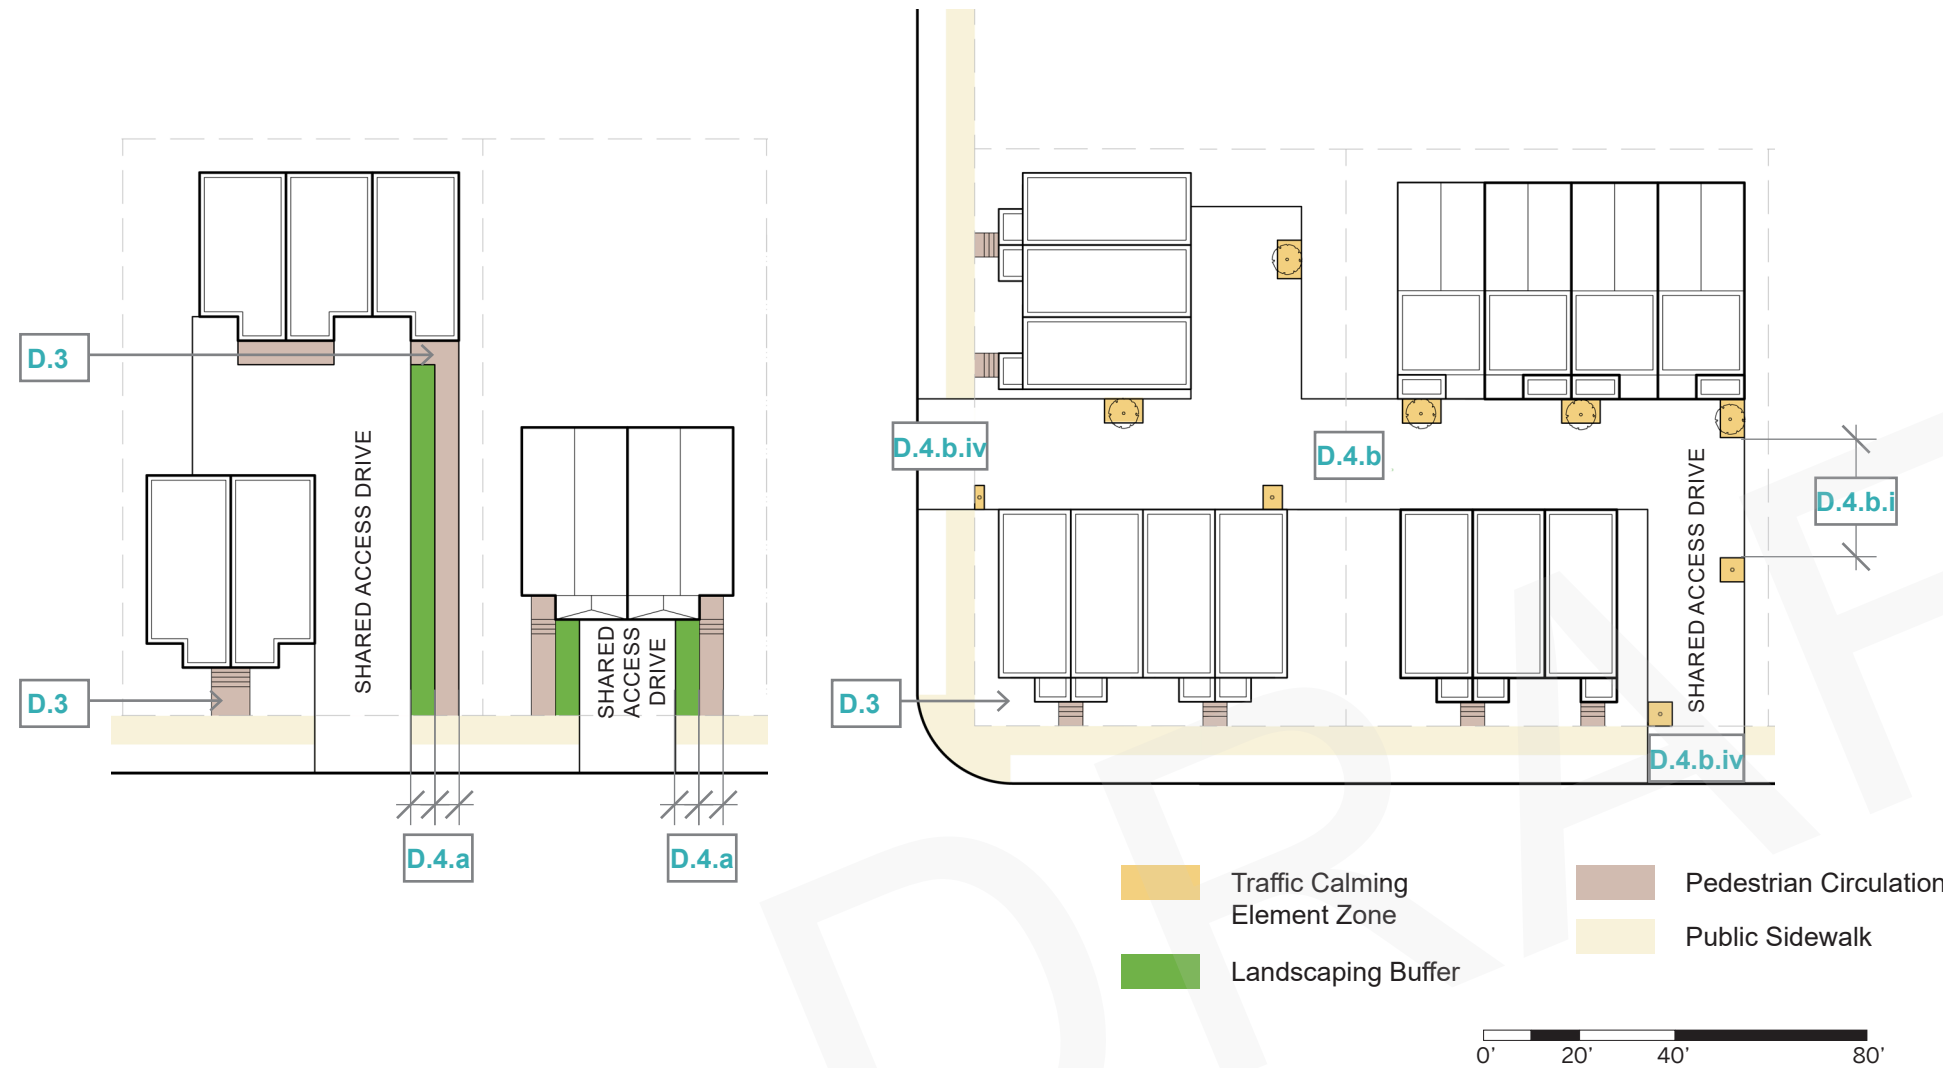 D.3
SHARED ACCESS DRIVE
D.3
SHARED
ACCESS
DRIVE
D.4.a
D.4.a
D.4.b.iv
D.4.b
D.4.b.i
SHARED ACCESS DRIVE
D.3
D.4.b.iv
Traffic Calming
Element Zone
Landscaping Buffer
Pedestrian Circulation
Public Sidewalk
0’ 20’ 40’ 80’
DRAF